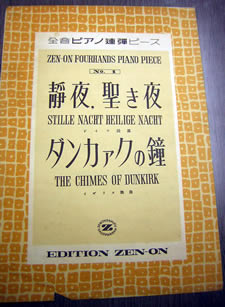 全音ピアノ連彈ピース
ZEN-ON FOURHANDS PIANO PIECE
No. 1
靜夜, 聖き夜
STILLE NACHT HEILIGE NACHT
ダンカァクの鐘
THE CHIMES OF DUNKIRK
EDITION ZEN-ON